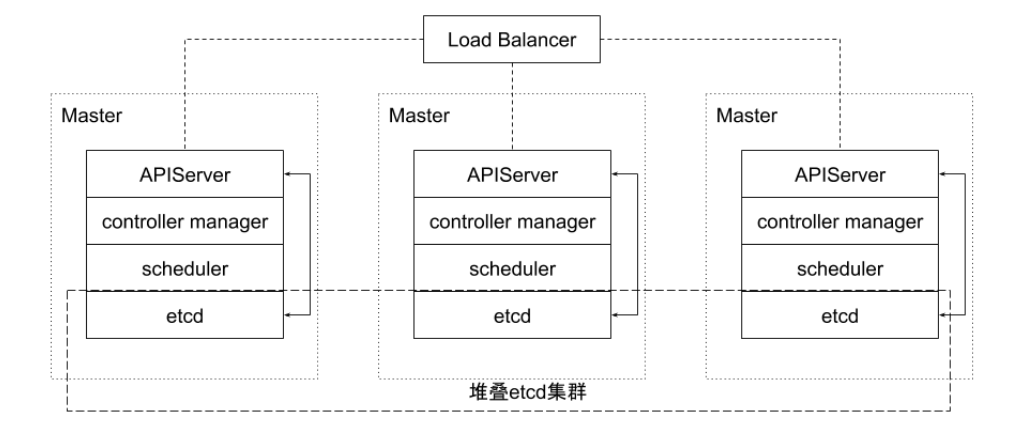 Load Balancer
Master
APIServer
controller manager
scheduler
etcd
Master
APIServer
controller manager
scheduler
etcd
Master
APIServer
controller manager
scheduler
etcd
堆叠etcd集群